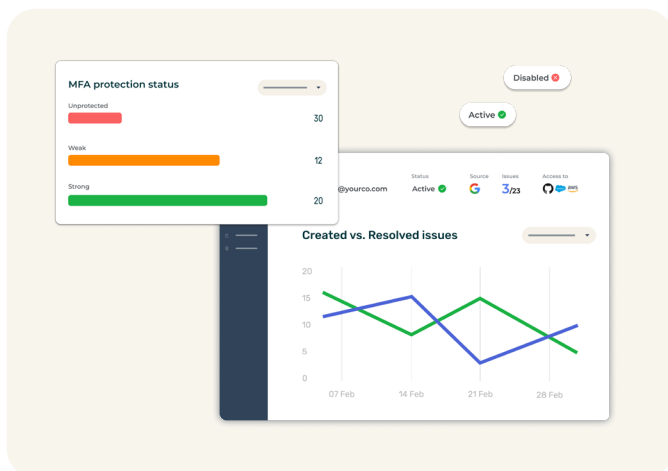 MFA protection status
Unprotected
30
Weak
12
Strong
20
Disabled
Active
Status
Source
Issues
Access to
@yourco.com
Active
3/23
aws
Created vs. Resolved issues
20
15
10
5
0
07 Feb
14 Feb
21 Feb
28 Feb